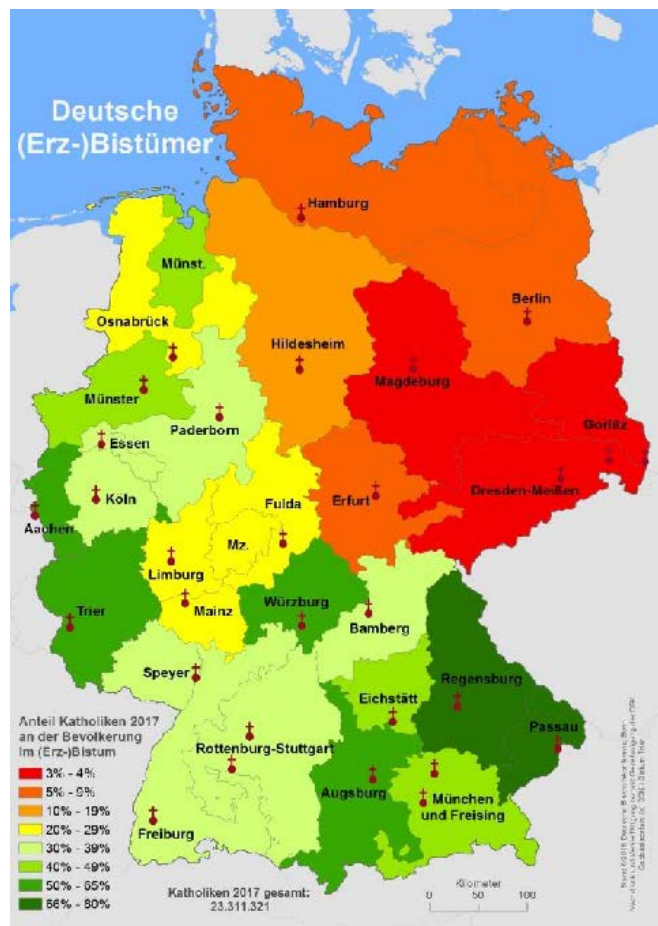 Deutsche
(Erz-)Bistümer
Hamburg
Münst.
Berlin
Osnabrück
Hildesheim
Magdeburg
Münster
Görlitz
Paderborn
Essen
Dresden-Meißen
Köln
Fulda
Erfurt
Aachen
Mz.
Limburg
Mainz
Würzburg
Trier
Bamberg
Speyer
Regensburg
Eichstätt
Anteil Katholiken 2017
an der Bevölkerung
im (Erz-)Bistum
Passau
Rottenburg-Stuttgart
3% - 4%
5% - 9%
Augsburg
10% - 19%
München
und Freising
20% - 29%
Freiburg
30% - 39%
40% - 49%
50% - 65%
66% - 80%
Katholiken 2017 gesamt:
23.311.321
Kilometer
0 50 100